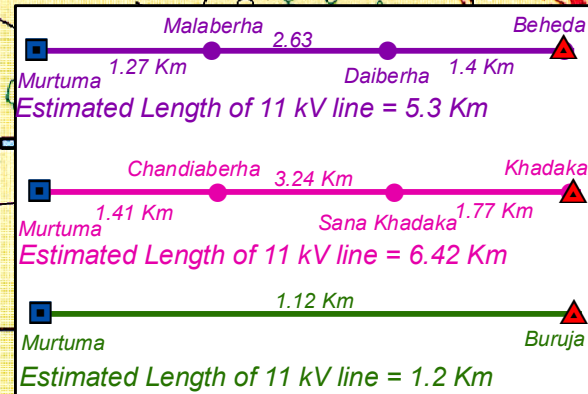 Malaberha 2.63 Beheda
Murtuma 1.27 Km Daiberha 1.4 Km
Estimated Length of 11 kV line = 5.3 Km
Chandiaberha 3.24 Km Khadaka
Murtuma 1.41 Km Sana Khadaka 1.77 Km
Estimated Length of 11 kV line = 6.42 Km
1.12 Km
Murtuma Buruja
Estimated Length of 11 kV line = 1.2 Km